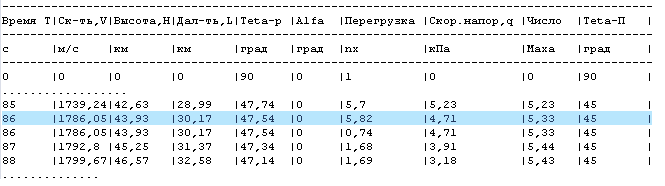 Время T|Ск-ть,V|Высота,H|Дал-ть,L|Teta-p |Alfa |Перегрузка |Скор.напор,q|Число |Teta-П |
с |м/с |км |км |град |град |nx |кПа |Маха |град |
0 |0 |0 |0 |90 |0 |1 |0 |0 |90 |
..................
85 |1739,24|42,63 |28,99 |47,74 |0 |5,7 |5,23 |5,23 |45 |
86 |1786,05|43,93 |30,17 |47,54 |0 |5,82 |4,71 |5,33 |45 |
86 |1786,05|43,93 |30,17 |47,54 |0 |0,74 |4,71 |5,33 |45 |
87 |1792,8 |45,25 |31,37 |47,34 |0 |1,68 |3,91 |5,44 |45 |
88 |1799,67|46,57 |32,58 |47,14 |0 |1,69 |3,18 |5,43 |45 |
..............